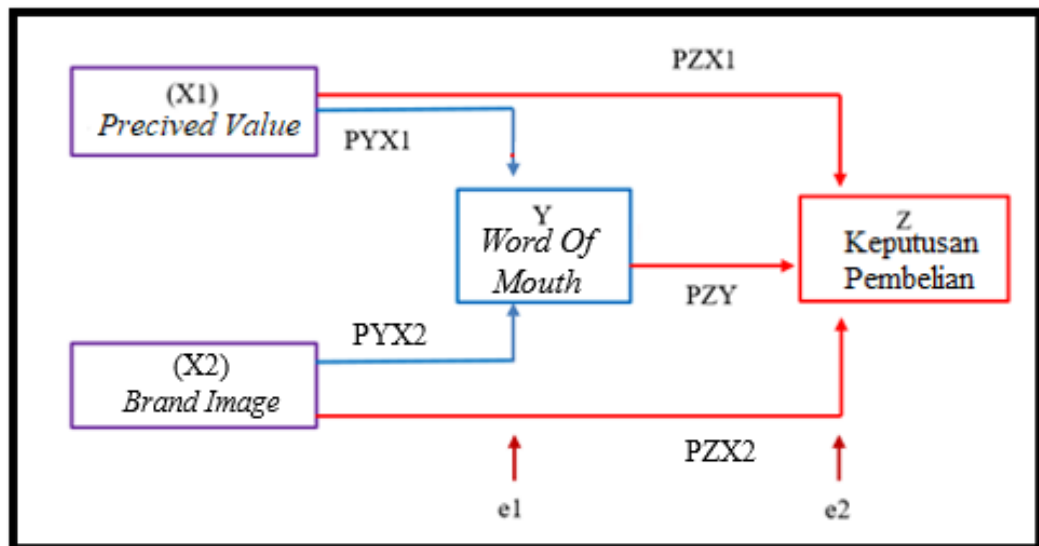 PZX1
(X1)
Precived Value
PYX1
Y
Word Of
Mouth
Z
Keputusan
Pembelian
PZY
PYX2
(X2)
Brand Image
PZX2
e1
e2